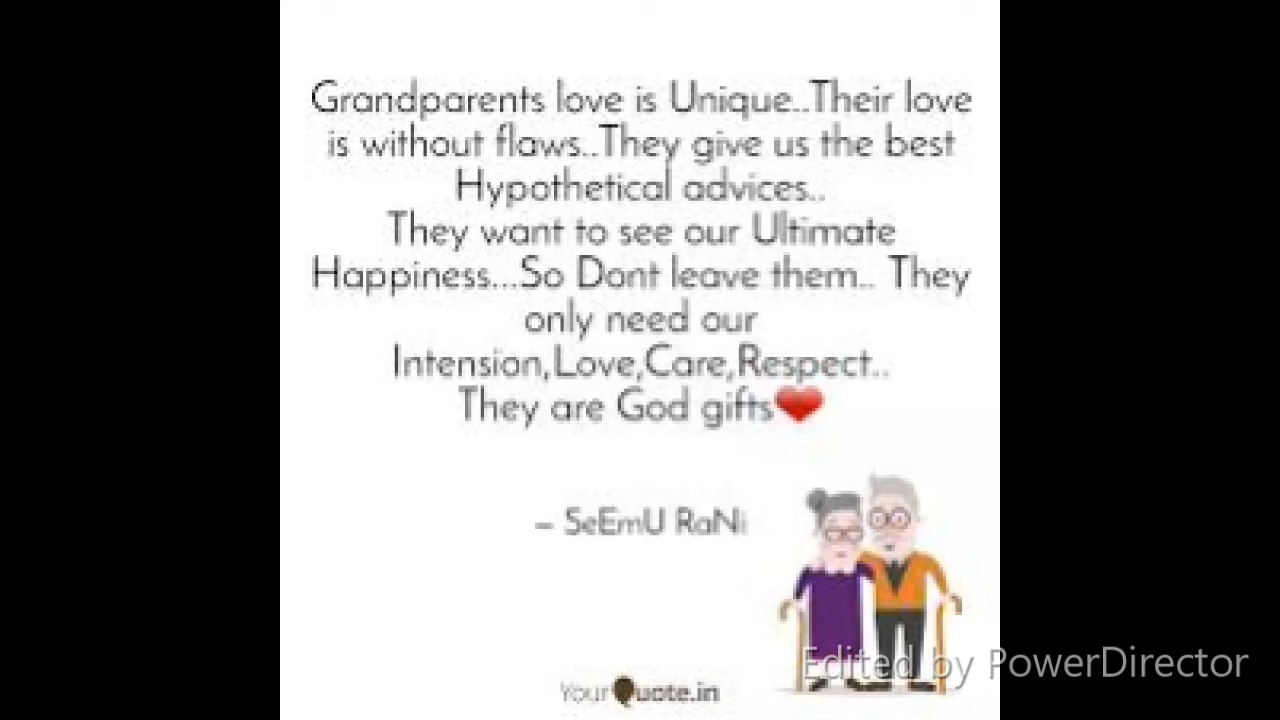 Grandparents love is Unique..Their love
is without flaws..They give us the best
Hypothetical advices..
They want to see our Ultimate
Happiness...So Dont leave them.. They
only need our
Intension,Love,Care,Respect..
They are God gifts❤
– SeEmU RaNi
Edited by PowerDirector
YourQuote.in